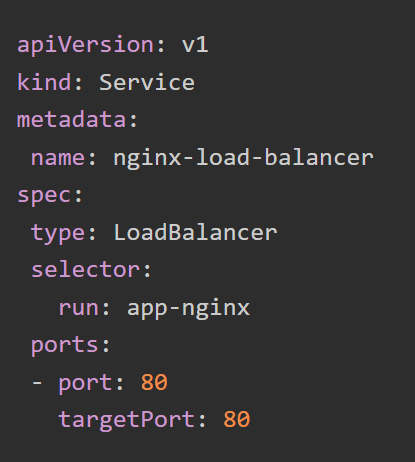 apiVersion: v1
kind: Service
metadata:
 name: nginx-load-balancer
spec:
 type: LoadBalancer
 selector:
   run: app-nginx
 ports:
 - port: 80
   targetPort: 80